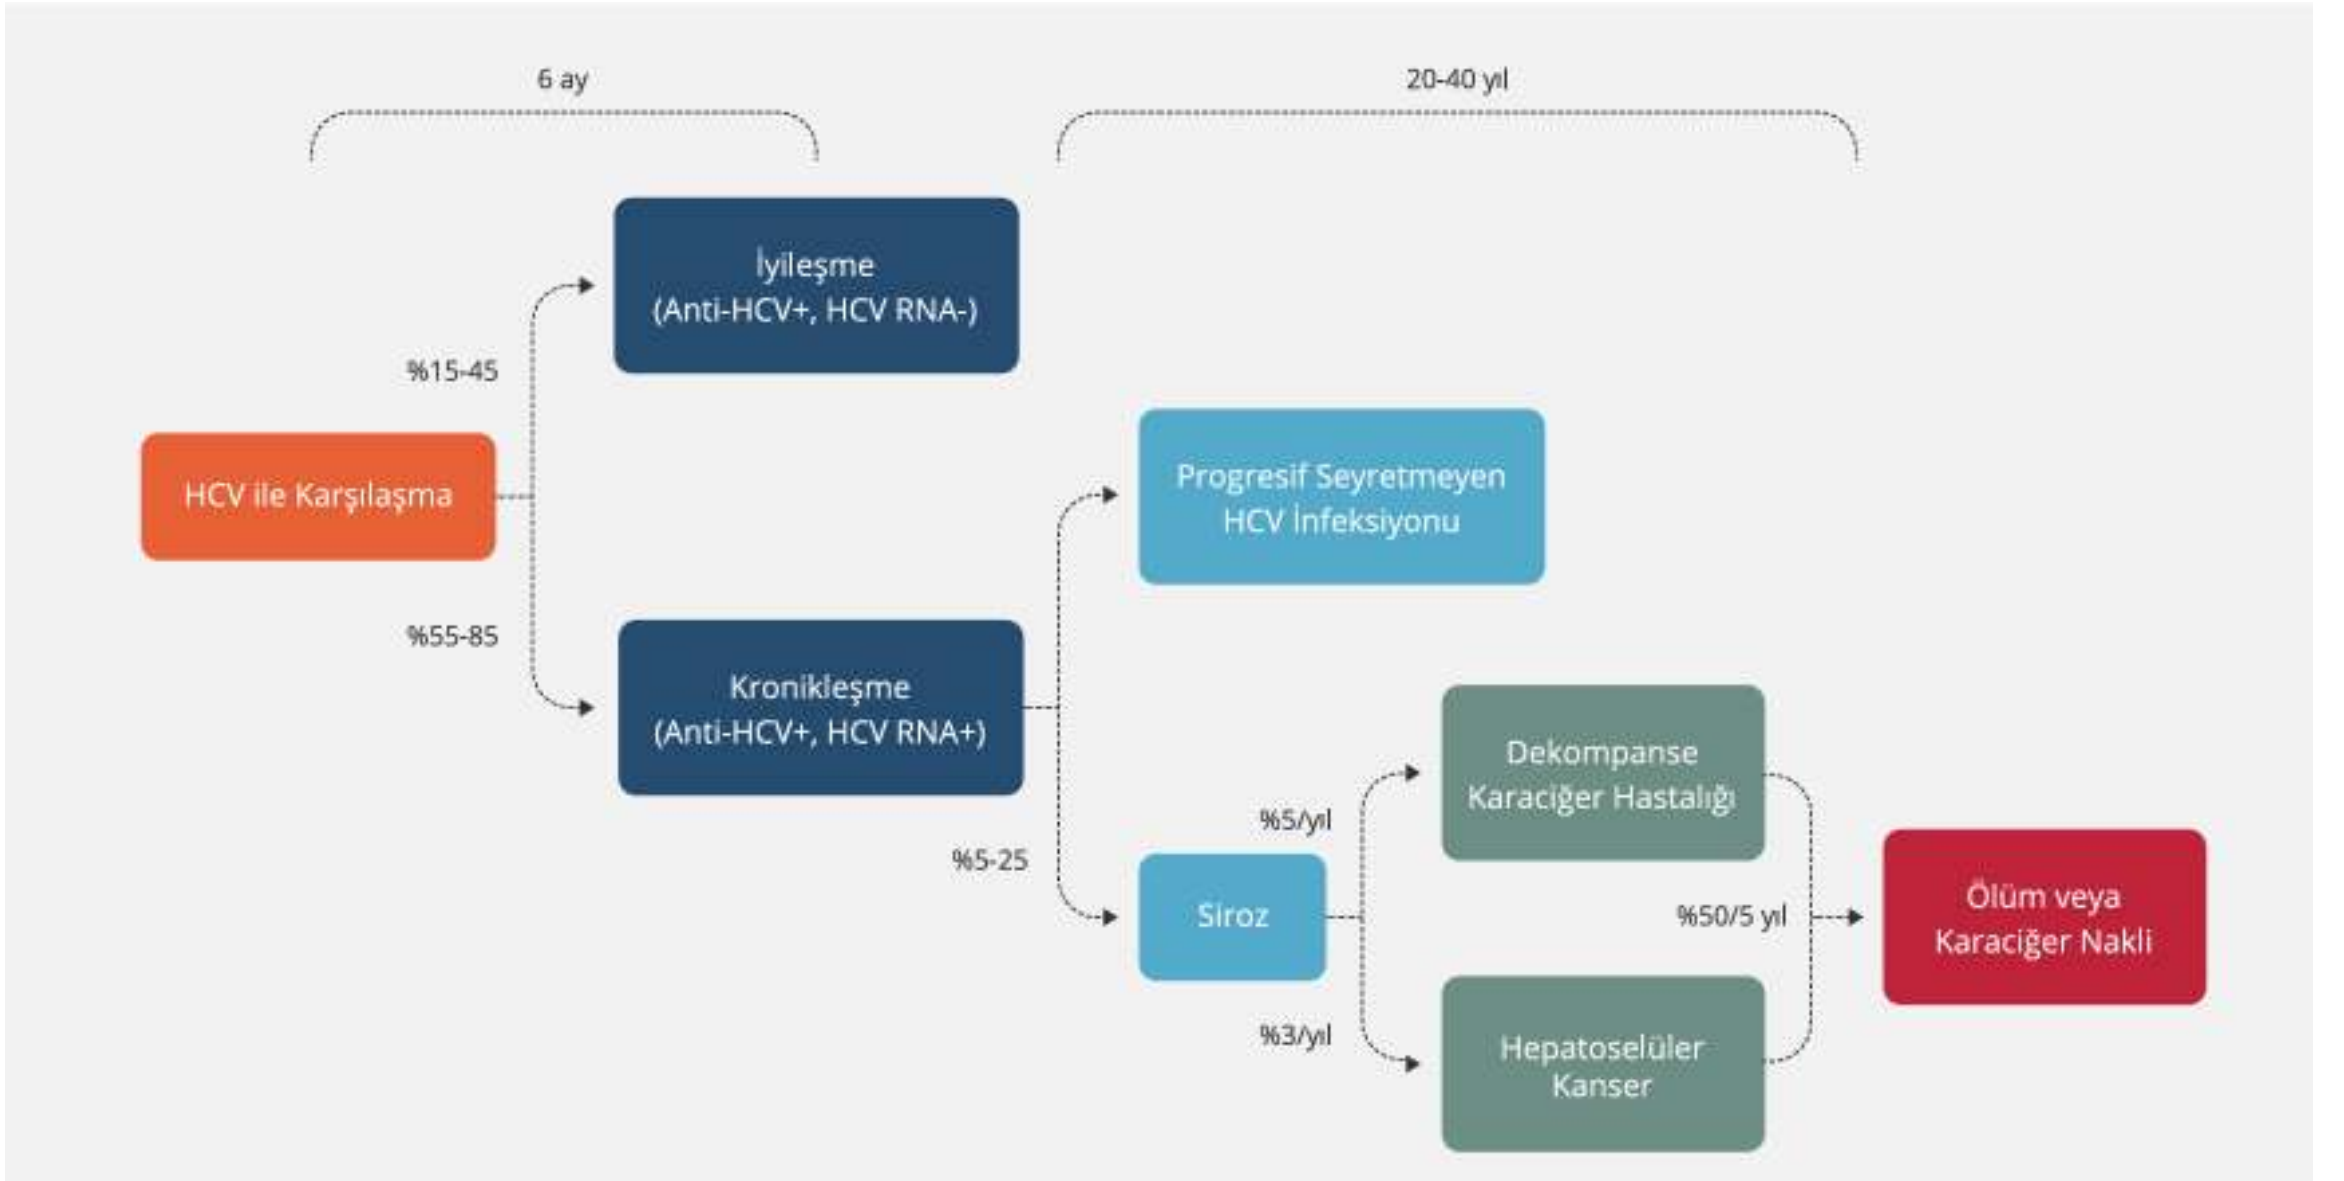 6 ay
20-40 yıl
İyileşme
(Anti-HCV+, HCV RNA-)
%15-45
HCV ile Karşılaşma
%55-85
Kronikleşme
(Anti-HCV+, HCV RNA+)
Progresif Seyretmeyen
HCV İnfeksiyonu
%5-25
Siroz
%5/yıl
%3/yıl
Dekompanse
Karaciğer Hastalığı
Hepatoselüler
Kanser
%50/5 yıl
Ölüm veya
Karaciğer Nakli